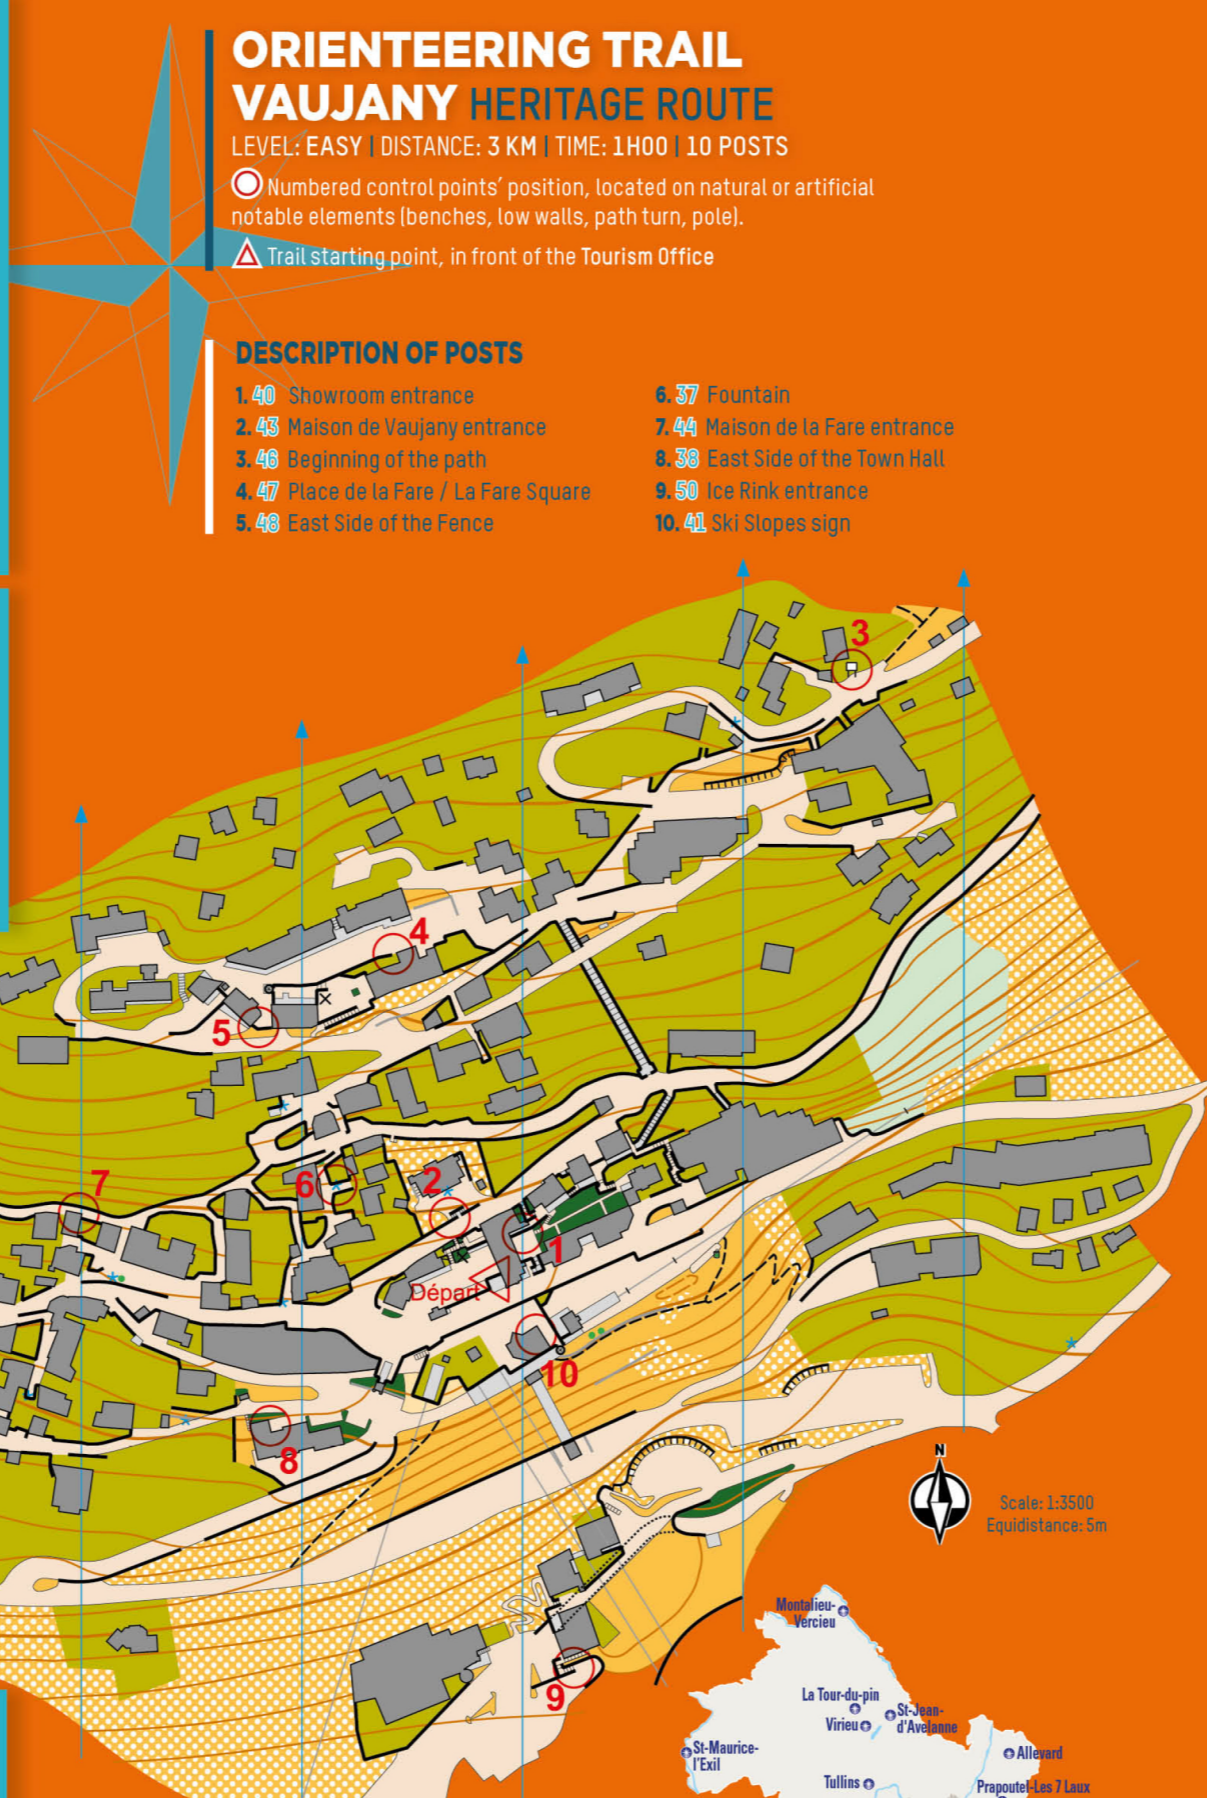 ORIENTEERING TRAIL
VAUJANY HERITAGE ROUTE
LEVEL: EASY | DISTANCE: 3 KM | TIME: 1H00 | 10 POSTS
Numbered control points' position, located on natural or artificial
notable elements (benches, low walls, path turn, pole).
Trail starting point, in front of the Tourism Office
DESCRIPTION OF POSTS
1. 40 Showroom entrance
2. 43 Maison de Vaujany entrance
3. 46 Beginning of the path
4. 47 Place de la Fare / La Fare Square
5. 48 East Side of the Fence
6. 37 Fountain
7. 44 Maison de la Fare entrance
8. 38 East Side of the Town Hall
9. 50 Ice Rink entrance
10. 41 Ski Slopes sign
3
4
5
7
6
2
1
Départ
10
8
9
N
Scale: 1:3500
Equidistance: 5m
Montalieu-
Vercieu
La Tour-du-pin
St-Jean-
d'Avelanne
Virieu
St-Maurice-
l'Exil
Allevard
Tullins
Prapoutel-Les 7 Laux